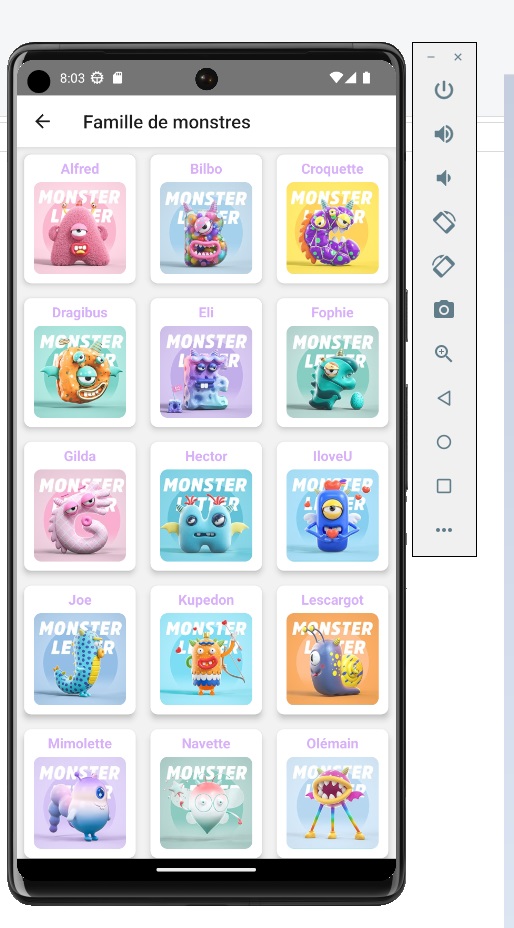 8:03
Famille de monstres
Alfred
Bilbo
Croquette
MONSTER
LETTER
MONSTER
LETTER
MONSTER
LETTER
Dragibus
Eli
Fophie
MONSTER
LETTER
MONSTER
LETTER
MONSTER
LETTER
Gilda
Hector
IloveU
MONSTER
LETTER
MONSTER
LETTER
MONSTER
LETTER
Joe
Kupedon
Lescargot
MONSTER
LETTER
MONSTER
MONSTER
LETTER
Mimolette
Navette
Olémain
MONSTER
LETTER
MONSTER
MONSTER
LETTER